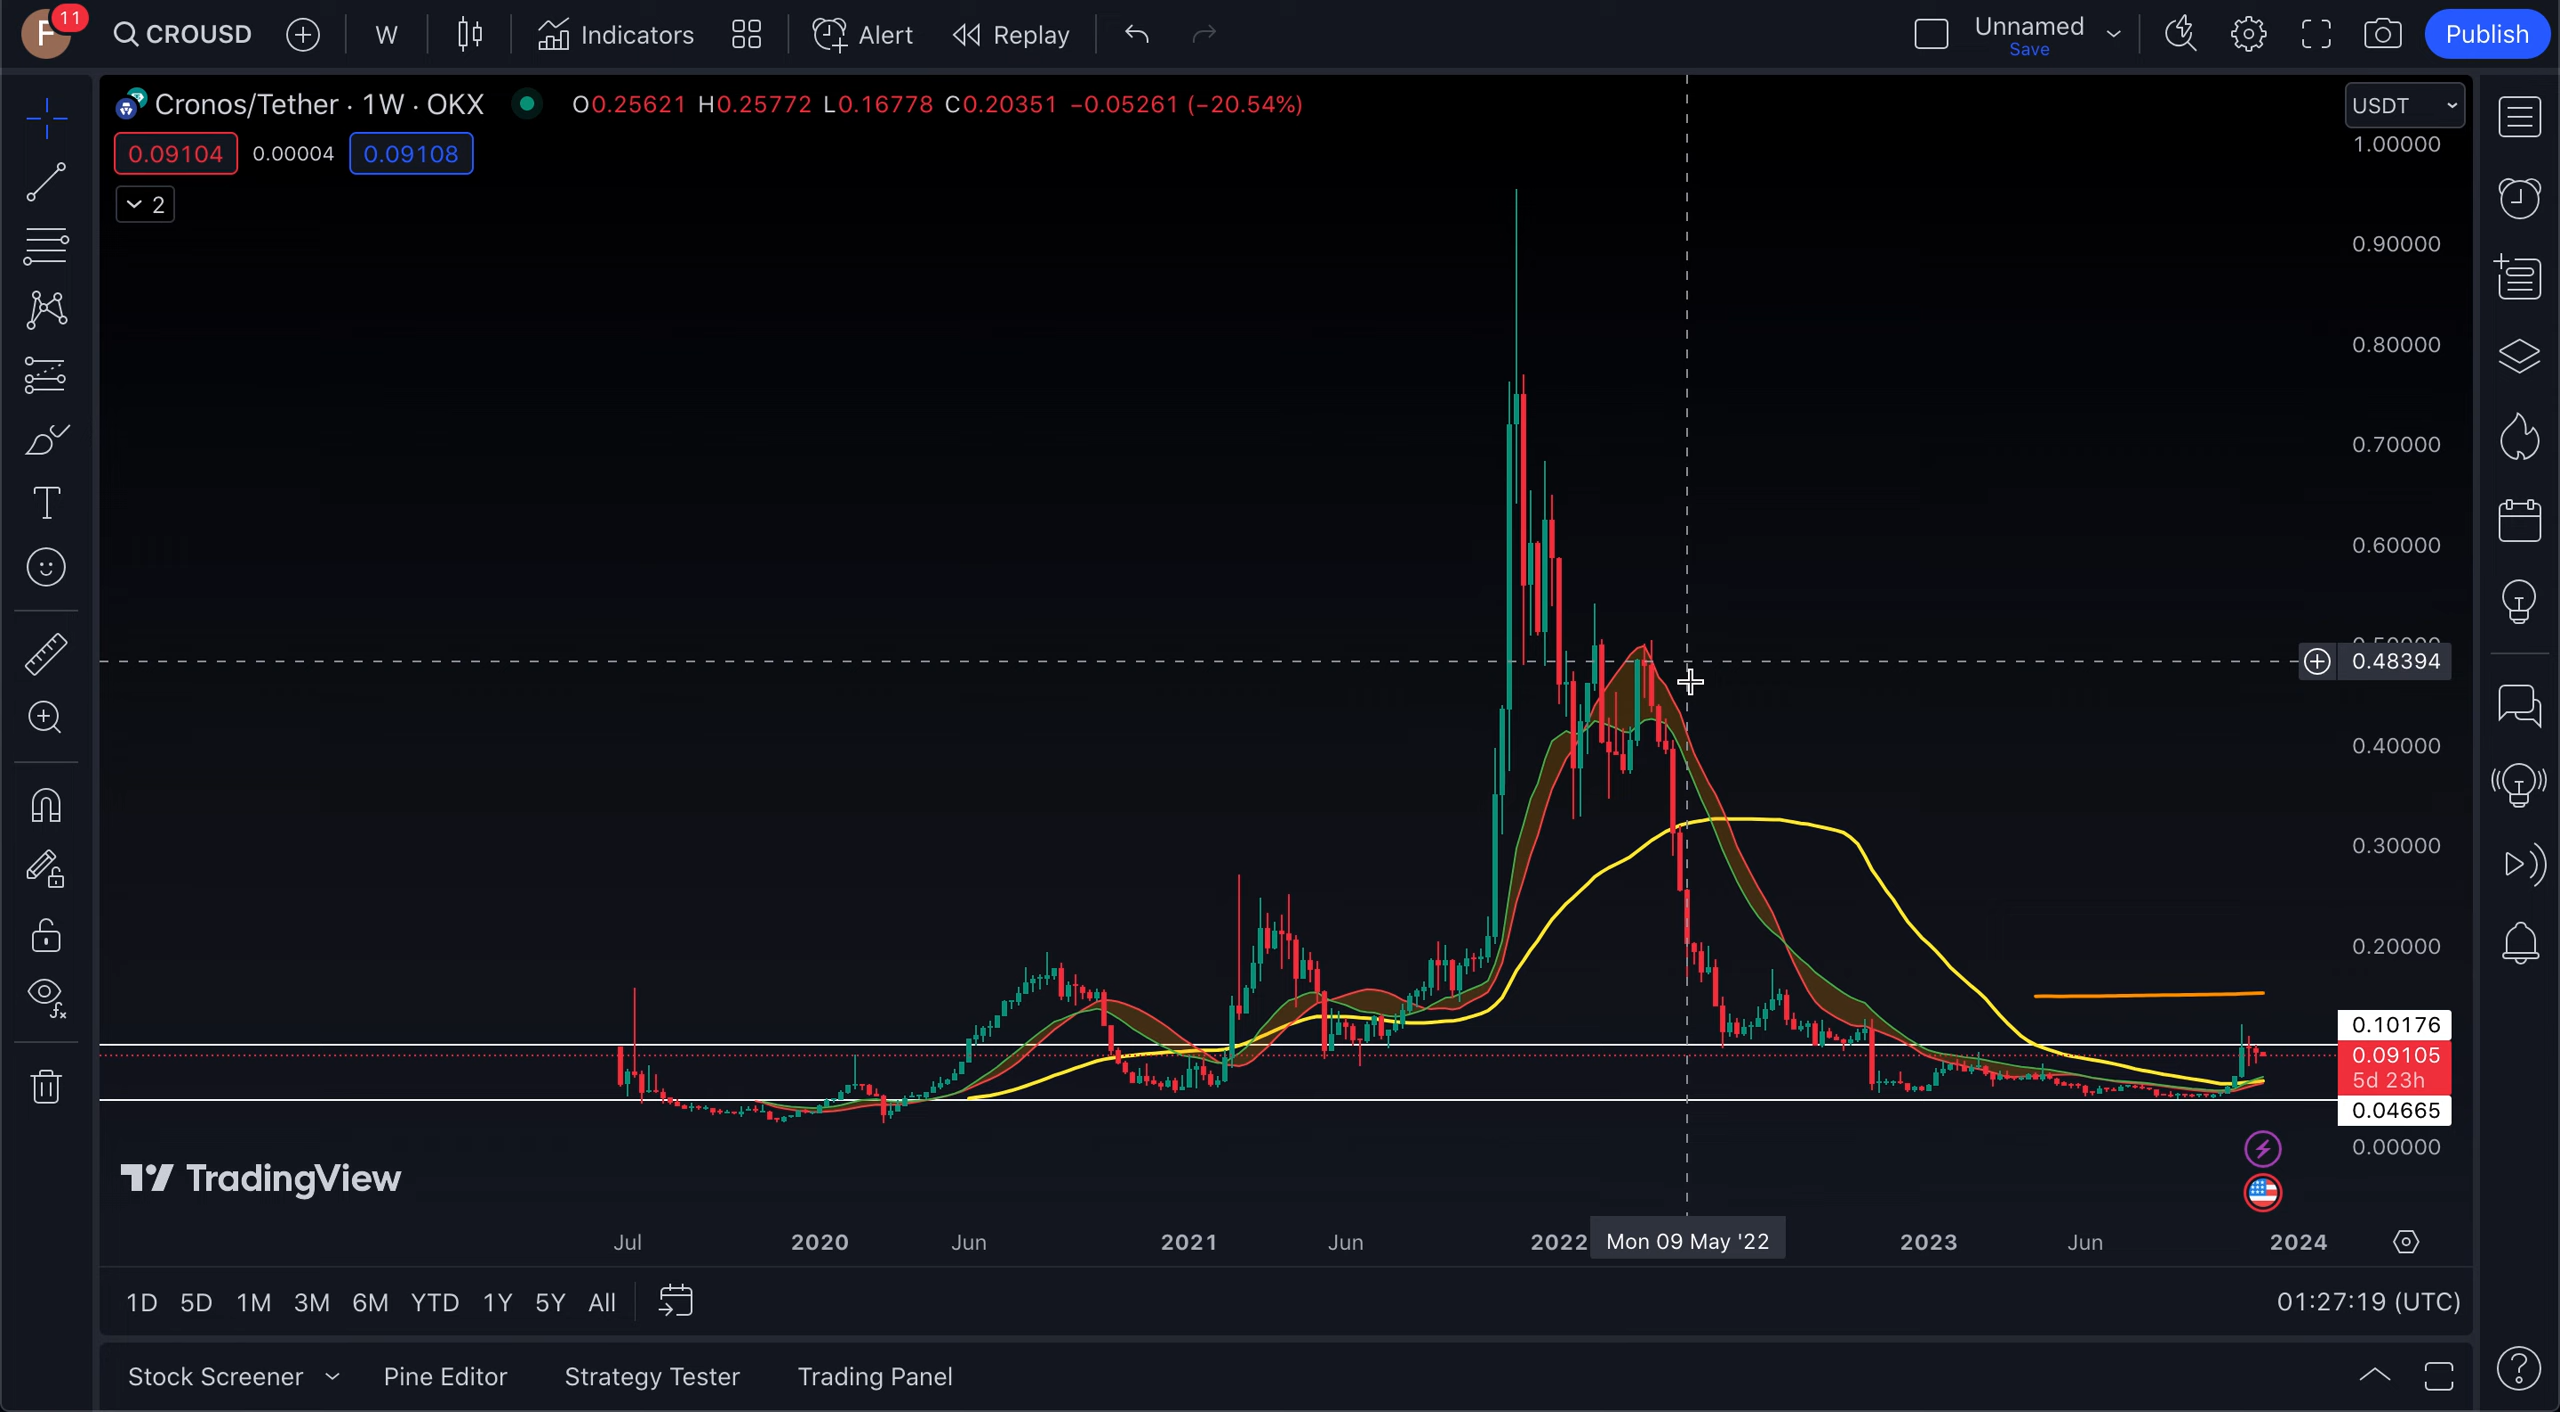 F 11 CROUSD W Indicators Alert Replay Unnamed Publish
Save
Cronos/Tether · 1W · OKX O0.25621 H0.25772 L0.16778 C0.20351 −0.05261 (−20.54%) USDT
0.09104 0.00004 0.09108
2
1.00000
0.90000
0.80000
0.70000
0.60000
0.50000
0.48394
0.40000
0.30000
0.20000
0.10176
0.09105
5d 23h
0.04665
0.00000
TradingView
Jul 2020 Jun 2021 Jun 2022 Mon 09 May '22 2023 Jun 2024
1D 5D 1M 3M 6M YTD 1Y 5Y All 01:27:19 (UTC)
Stock Screener Pine Editor Strategy Tester Trading Panel